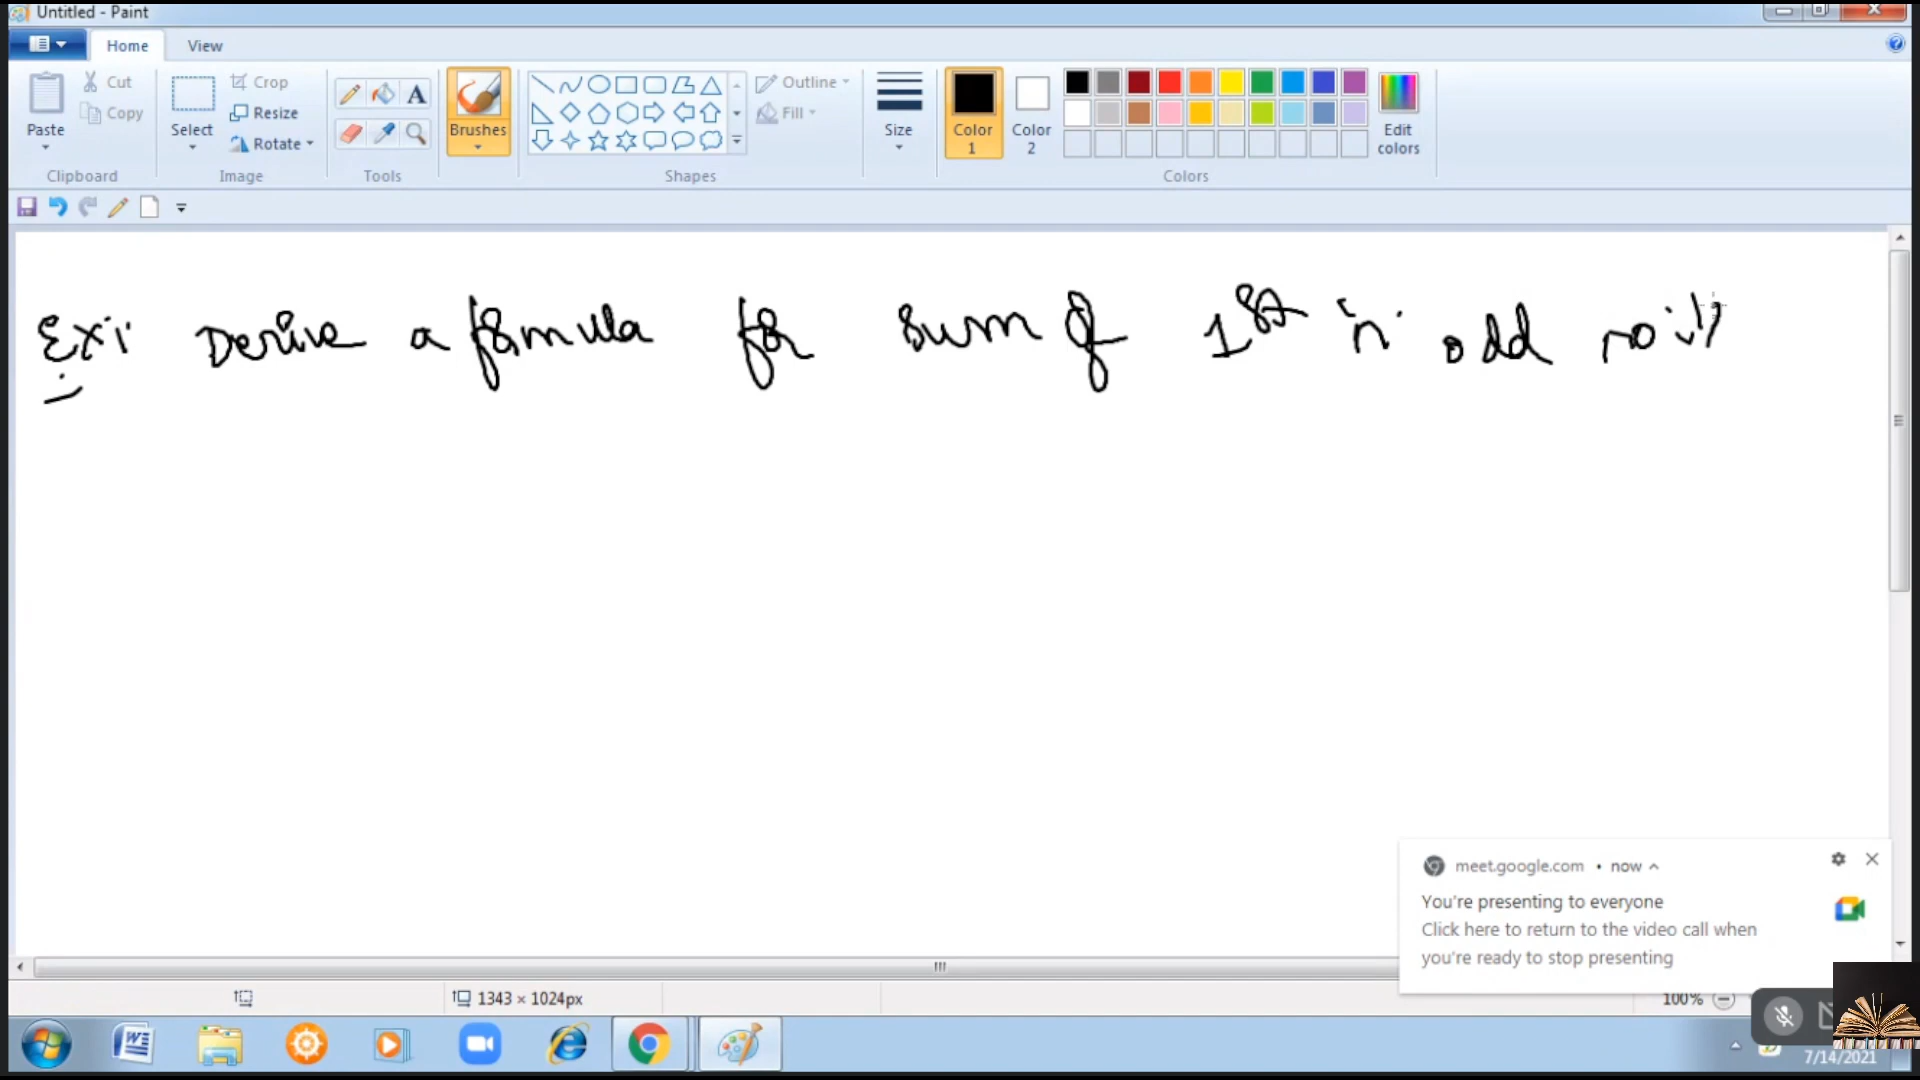 Untitled - Paint
Home View
Paste Cut Copy Select Crop Resize Rotate Brushes Outline Fill Size Color 1 Color 2 Edit colors
Clipboard Image Tools Shapes Colors
Ex: Derive a formula for sum of 1st 'n' odd no:
meet.google.com • now
You're presenting to everyone
Click here to return to the video call when
you're ready to stop presenting
1343 × 1024px 100%
7/14/2021